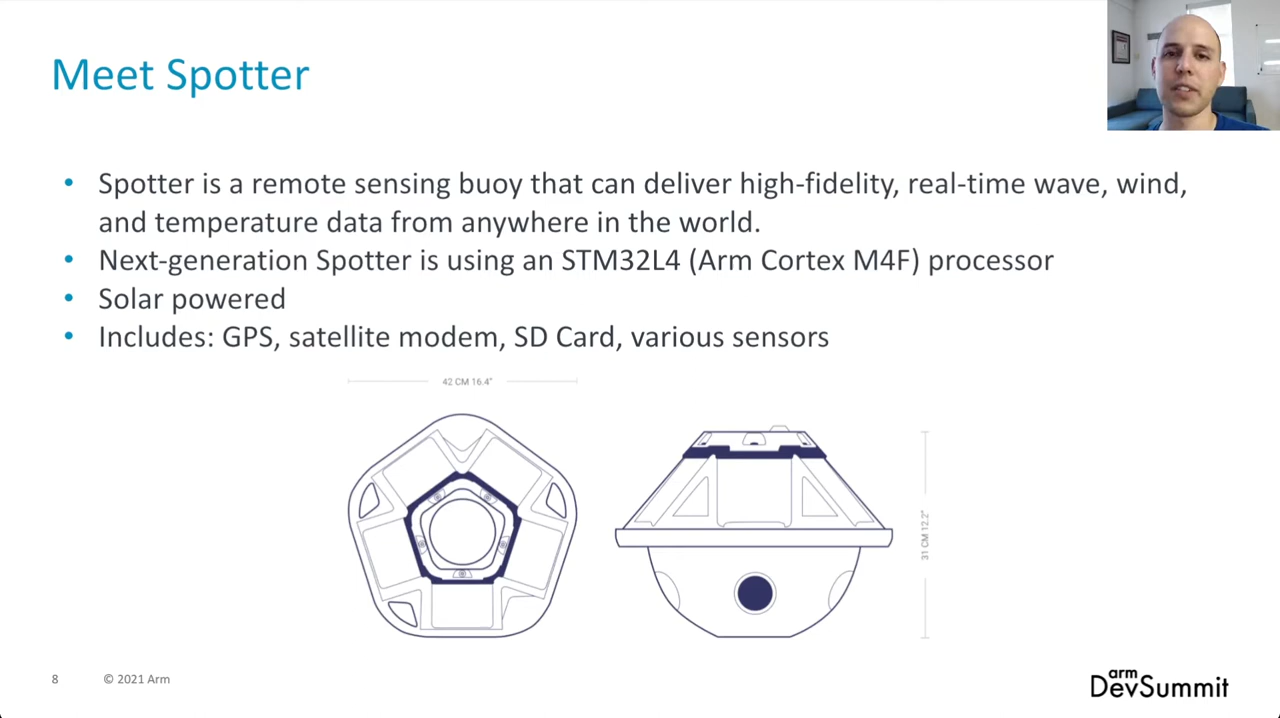 Meet Spotter
• Spotter is a remote sensing buoy that can deliver high-fidelity, real-time wave, wind,
and temperature data from anywhere in the world.
• Next-generation Spotter is using an STM32L4 (Arm Cortex M4F) processor
• Solar powered
• Includes: GPS, satellite modem, SD Card, various sensors
42 CM 16.4"
31 CM 12.2"
8 © 2021 Arm
arm
DevSummit